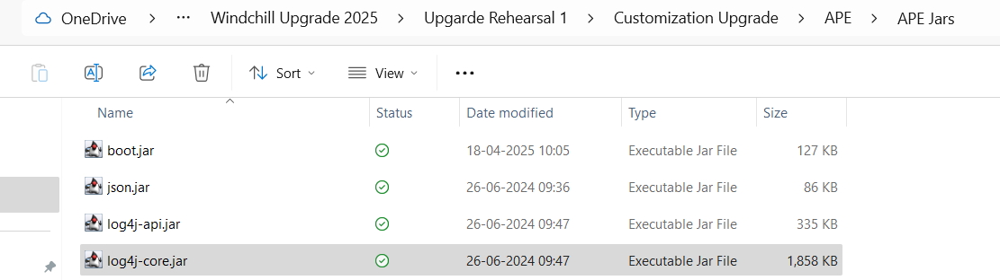 OneDrive > ... Windchill Upgrade 2025 > Upgarde Rehearsal 1 > Customization Upgrade > APE > APE Jars
Sort View ...
Name Status Date modified Type Size
boot.jar 18-04-2025 10:05 Executable Jar File 127 KB
json.jar 26-06-2024 09:36 Executable Jar File 86 KB
log4j-api.jar 26-06-2024 09:47 Executable Jar File 335 KB
log4j-core.jar 26-06-2024 09:47 Executable Jar File 1,858 KB